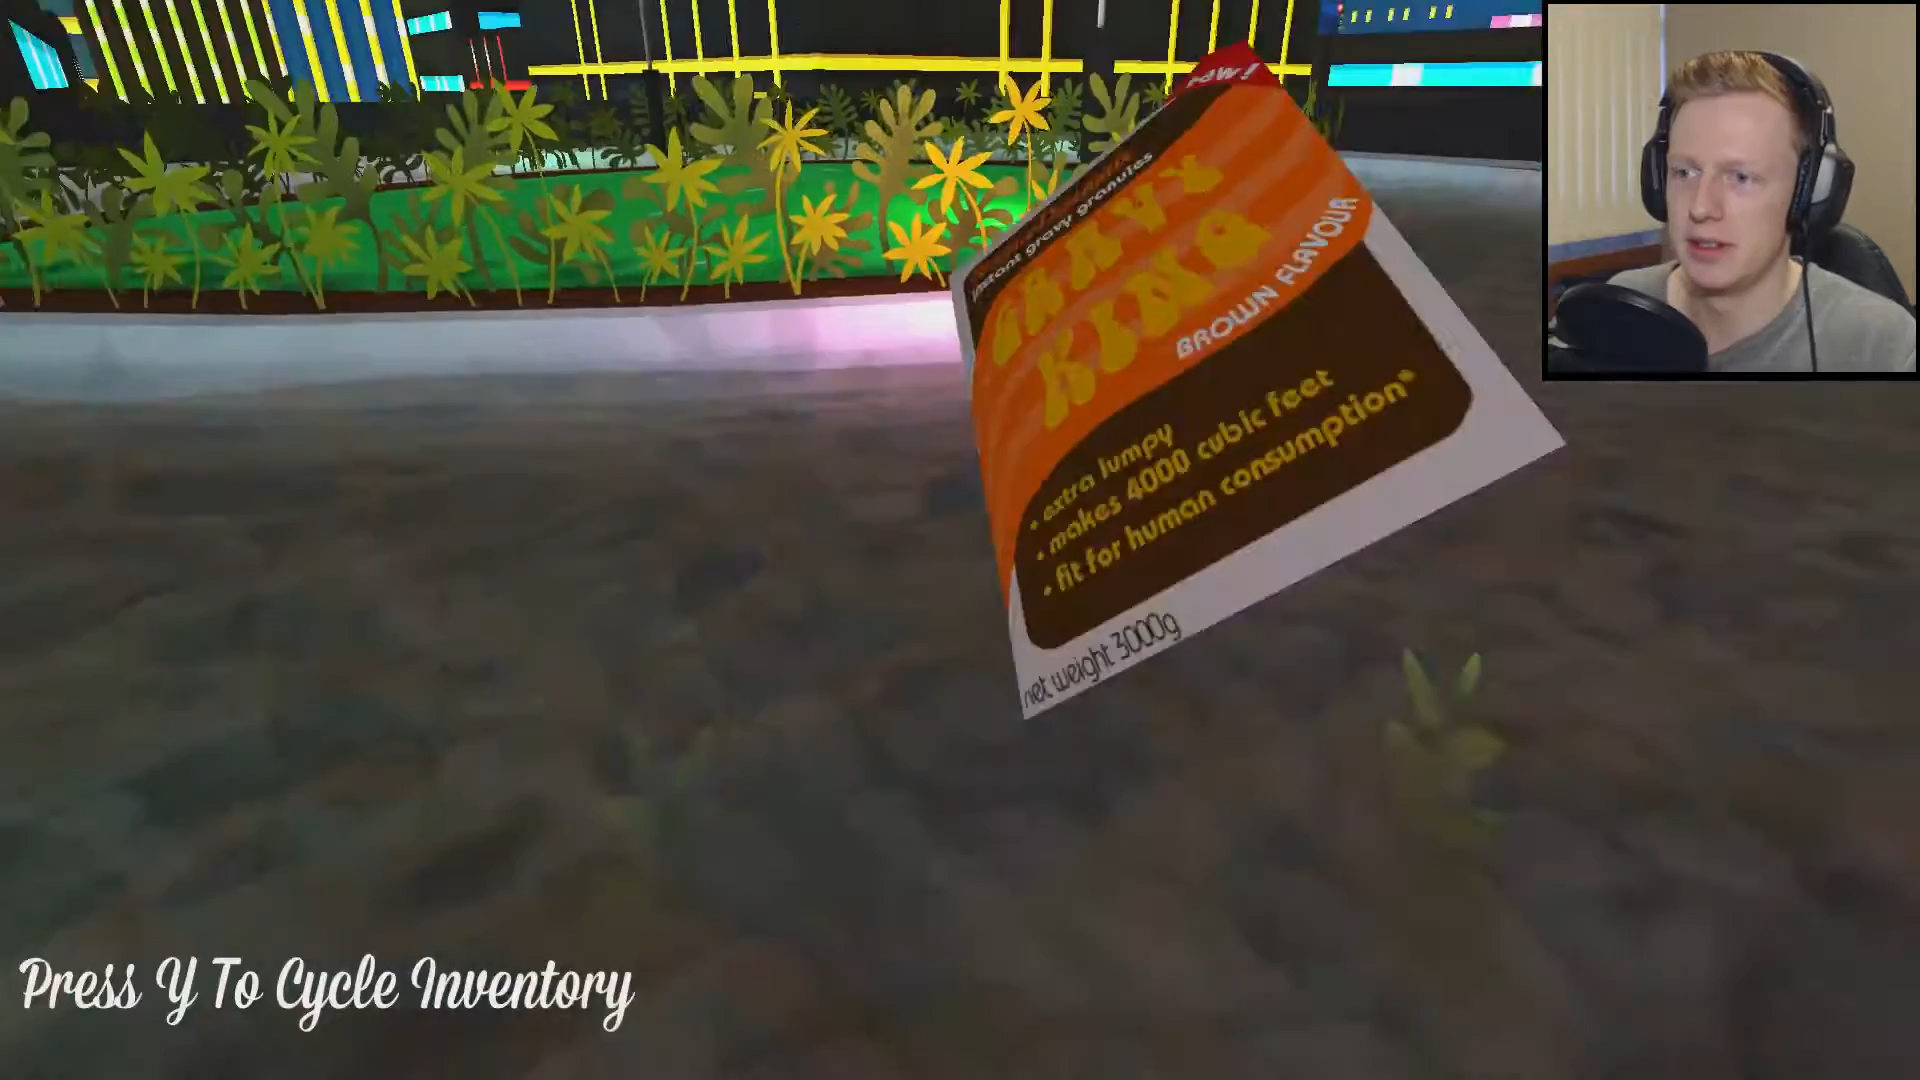 new!
instant gravy granules
GRAVY
KING
BROWN FLAVOUR
• extra lumpy
• makes 4000 cubic feet
• fit for human consumption*
net weight 3000g
Press Y To Cycle Inventory